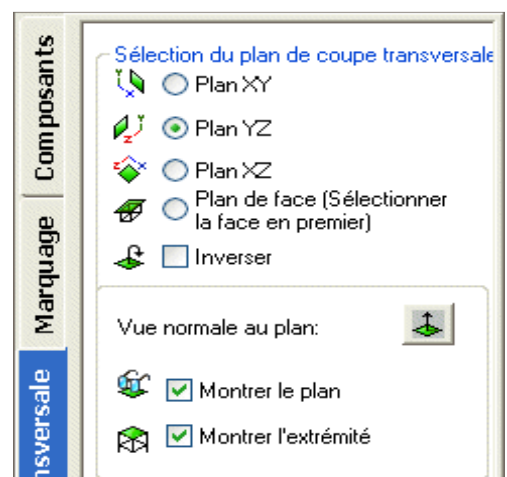 Composants
Marquage
nsversale
Sélection du plan de coupe transversale
Plan XY
Plan YZ
Plan XZ
Plan de face (Sélectionner
la face en premier)
Inverser
Vue normale au plan:
Montrer le plan
Montrer l'extrémité